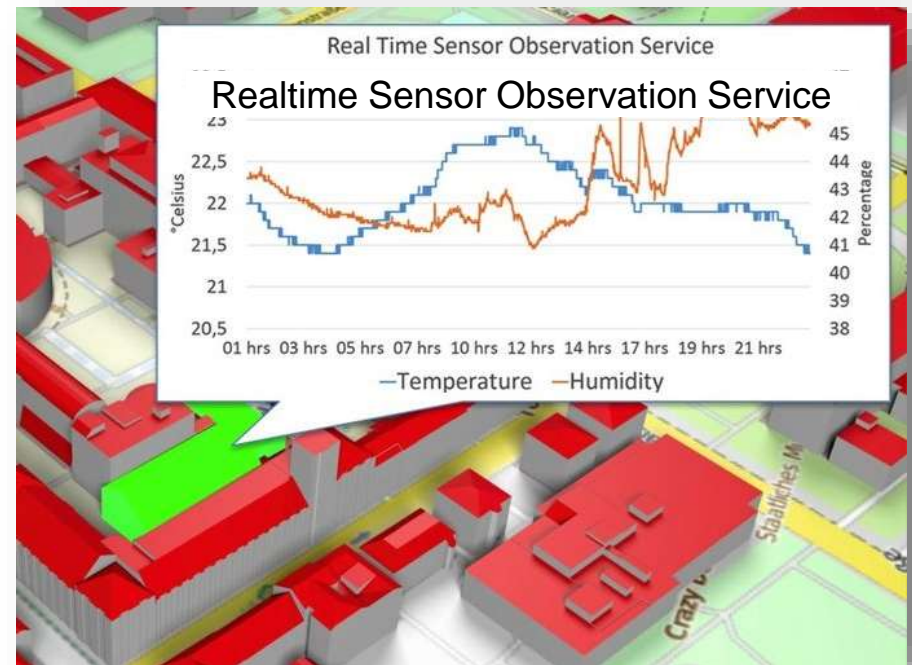 Real Time Sensor Observation Service
Realtime Sensor Observation Service
23
22,5
22
21,5
21
20,5
°Celsius
45
44
43
42
41
40
39
38
Percentage
01 hrs 03 hrs 05 hrs 07 hrs 10 hrs 12 hrs 14 hrs 17 hrs 19 hrs 21 hrs
Temperature Humidity
Staatliches M
Crazy